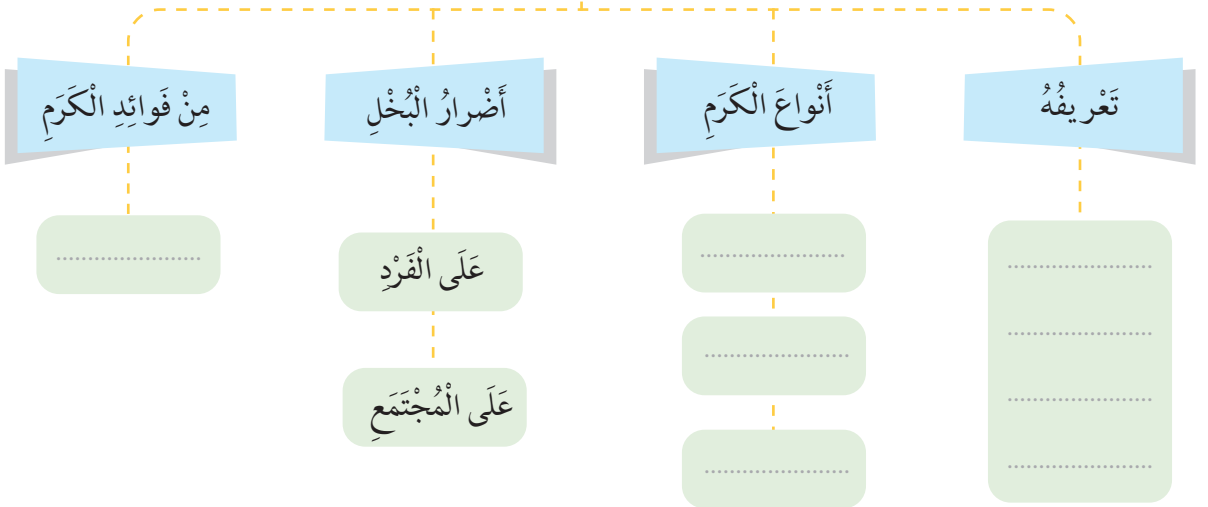 تَعْريفُهُ
أَنْواعَ الْكَرَمِ
أَضْرارُ الْبُخْلِ
مِنْ فَوائِدِ الْكَرَمِ
........................
........................
........................
........................
........................
........................
........................
عَلَى الْفَرْدِ
عَلَى الْمُجْتَمَعِ
........................